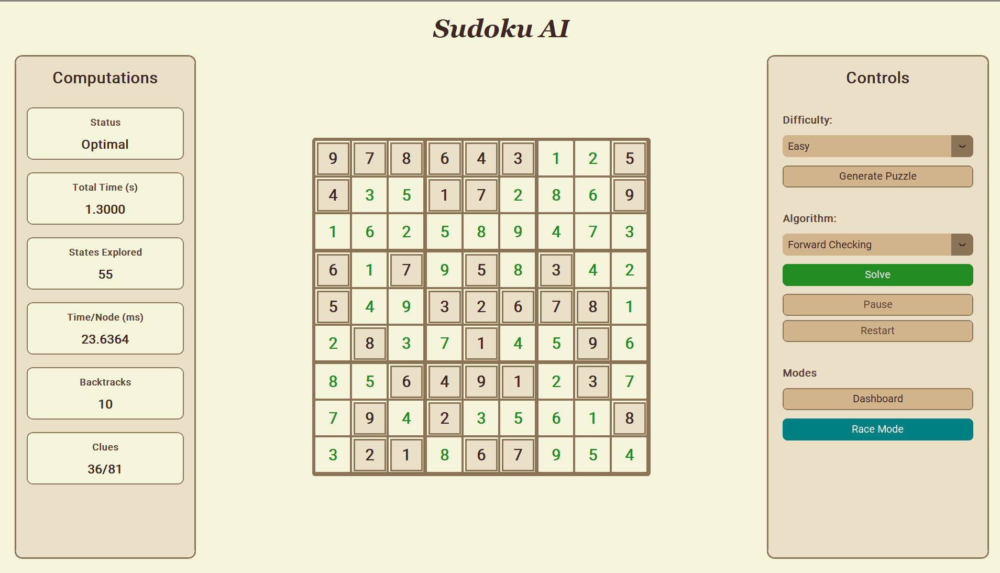 Sudoku AI
Computations
Status
Optimal
Total Time (s)
1.3000
States Explored
55
Time/Node (ms)
23.6364
Backtracks
10
Clues
36/81
9 7 8 6 4 3 1 2 5
4 3 5 1 7 2 8 6 9
1 6 2 5 8 9 4 7 3
6 1 7 9 5 8 3 4 2
5 4 9 3 2 6 7 8 1
2 8 3 7 1 4 5 9 6
8 5 6 4 9 1 2 3 7
7 9 4 2 3 5 6 1 8
3 2 1 8 6 7 9 5 4
Controls
Difficulty:
Easy
Generate Puzzle
Algorithm:
Forward Checking
Solve
Pause
Restart
Modes
Dashboard
Race Mode